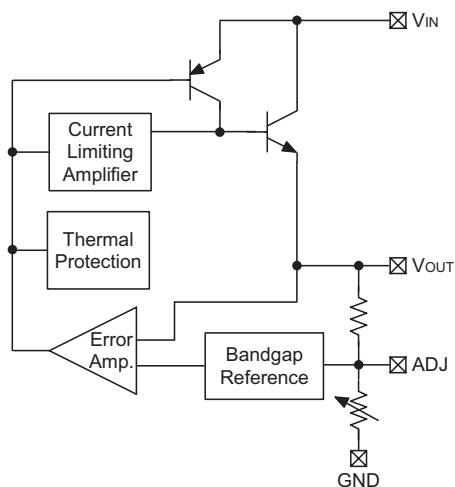 VIN
Current
Limiting
Amplifier
Thermal
Protection
VOUT
Error
Amp.
Bandgap
Reference
ADJ
GND